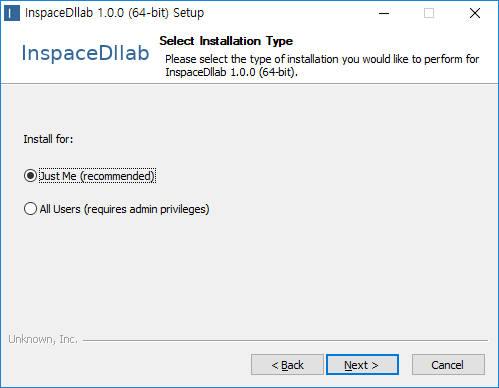 InspaceDllab 1.0.0 (64-bit) Setup
InspaceDllab
Select Installation Type
Please select the type of installation you would like to perform for
InspaceDllab 1.0.0 (64-bit).
Install for:
Just Me (recommended)
All Users (requires admin privileges)
Unknown, Inc.
< Back
Next >
Cancel